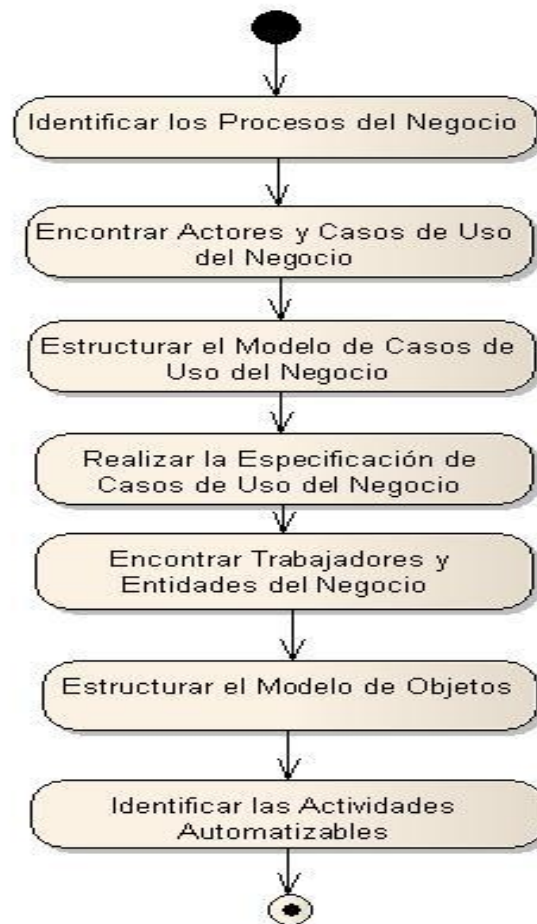 Identificar los Procesos del Negocio
Encontrar Actores y Casos de Uso
del Negocio
Estructurar el Modelo de Casos de
Uso del Negocio
Realizar la Especificación de
Casos de Uso del Negocio
Encontrar Trabajadores y
Entidades del Negocio
Estructurar el Modelo de Objetos
Identificar las Actividades
Automatizables